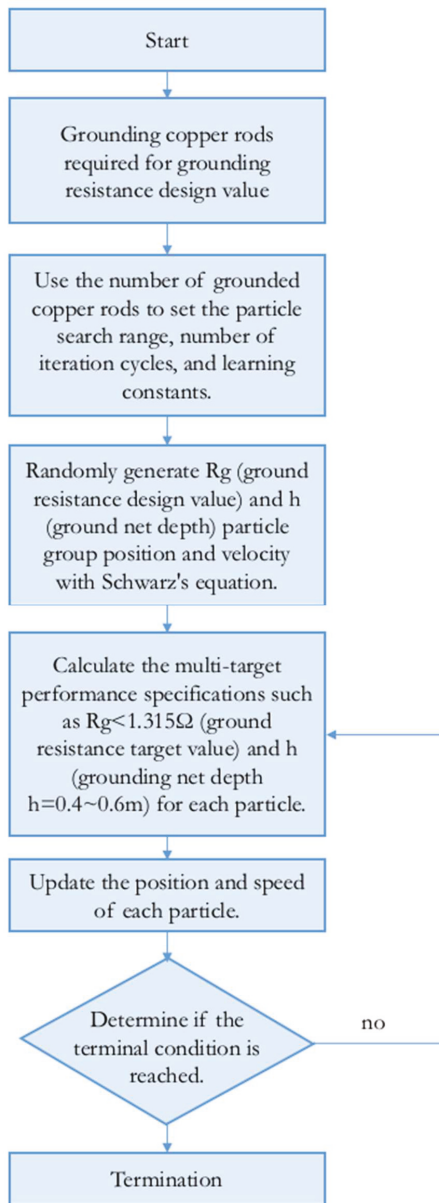 Start
Grounding copper rods
required for grounding
resistance design value
Use the number of grounded
copper rods to set the particle
search range, number of
iteration cycles, and learning
constants.
Randomly generate Rg (ground
resistance design value) and h
(ground net depth) particle
group position and velocity
with Schwarz's equation.
Calculate the multi-target
performance specifications such
as Rg<1.315Ω (ground
resistance target value) and h
(grounding net depth
h=0.4~0.6m) for each particle.
Update the position and speed
of each particle.
Determine if the
terminal condition is
reached.
no
Termination